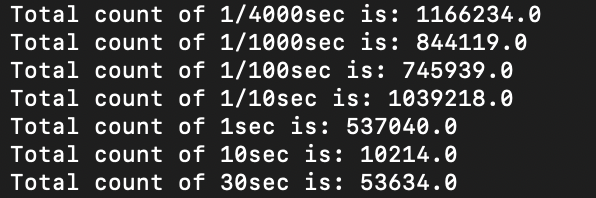 Total count of 1/4000sec is: 1166234.0
Total count of 1/1000sec is: 844119.0
Total count of 1/100sec is: 745939.0
Total count of 1/10sec is: 1039218.0
Total count of 1sec is: 537040.0
Total count of 10sec is: 10214.0
Total count of 30sec is: 53634.0